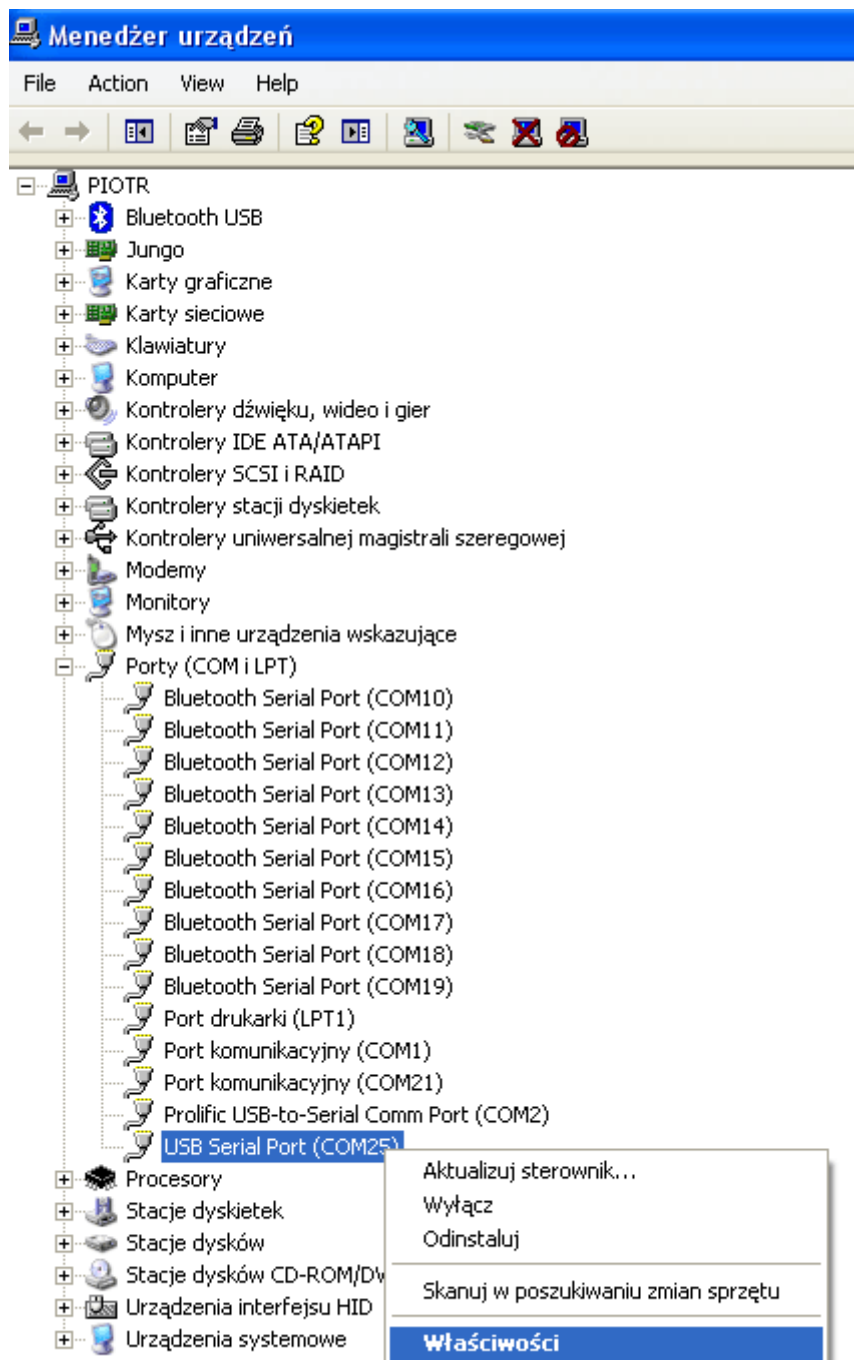 Menedżer urządzeń
File Action View Help
PIOTR
Bluetooth USB
Jungo
Karty graficzne
Karty sieciowe
Klawiatury
Komputer
Kontrolery dźwięku, wideo i gier
Kontrolery IDE ATA/ATAPI
Kontrolery SCSI i RAID
Kontrolery stacji dyskietek
Kontrolery uniwersalnej magistrali szeregowej
Modemy
Monitory
Mysz i inne urządzenia wskazujące
Porty (COM i LPT)
Bluetooth Serial Port (COM10)
Bluetooth Serial Port (COM11)
Bluetooth Serial Port (COM12)
Bluetooth Serial Port (COM13)
Bluetooth Serial Port (COM14)
Bluetooth Serial Port (COM15)
Bluetooth Serial Port (COM16)
Bluetooth Serial Port (COM17)
Bluetooth Serial Port (COM18)
Bluetooth Serial Port (COM19)
Port drukarki (LPT1)
Port komunikacyjny (COM1)
Port komunikacyjny (COM21)
Prolific USB-to-Serial Comm Port (COM2)
USB Serial Port (COM25)
Procesory
Stacje dyskietek
Stacje dysków
Stacje dysków CD-ROM/DV
Urządzenia interfejsu HID
Urządzenia systemowe
Aktualizuj sterownik...
Wyłącz
Odinstaluj
Skanuj w poszukiwaniu zmian sprzętu
Właściwości